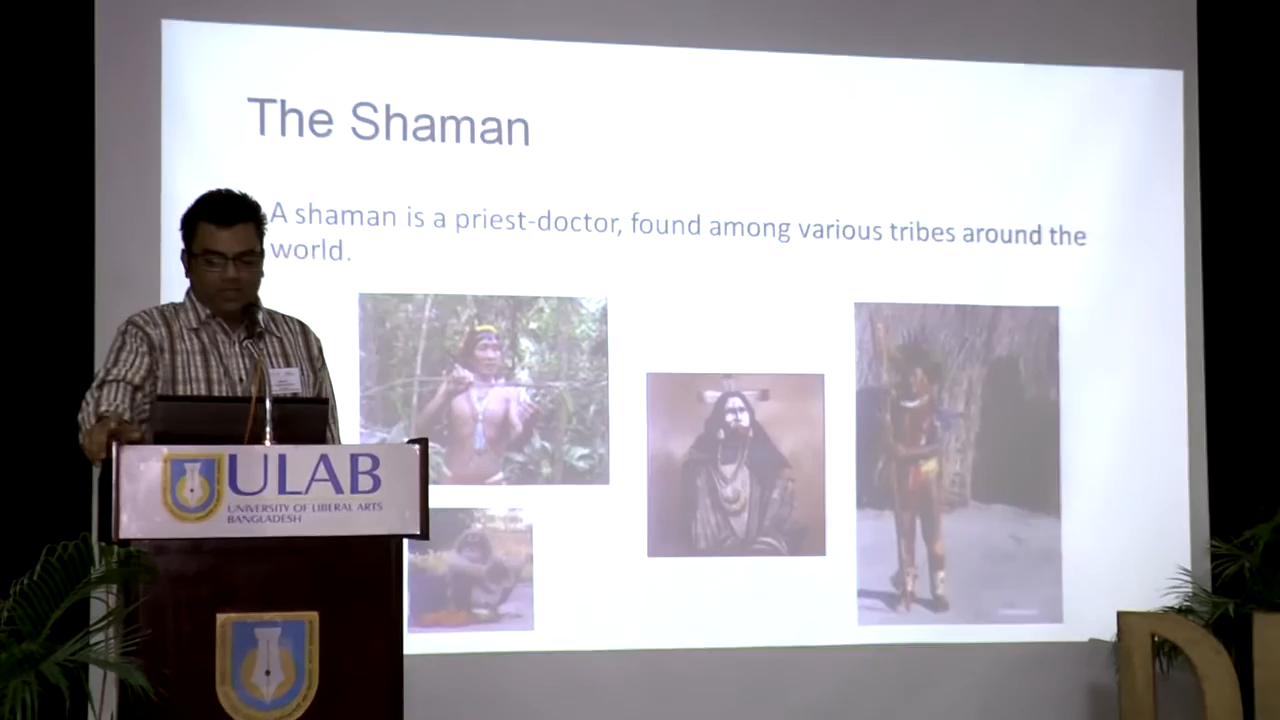 The Shaman
A shaman is a priest-doctor, found among various tribes around the
world.
ULAB
UNIVERSITY OF LIBERAL ARTS
BANGLADESH